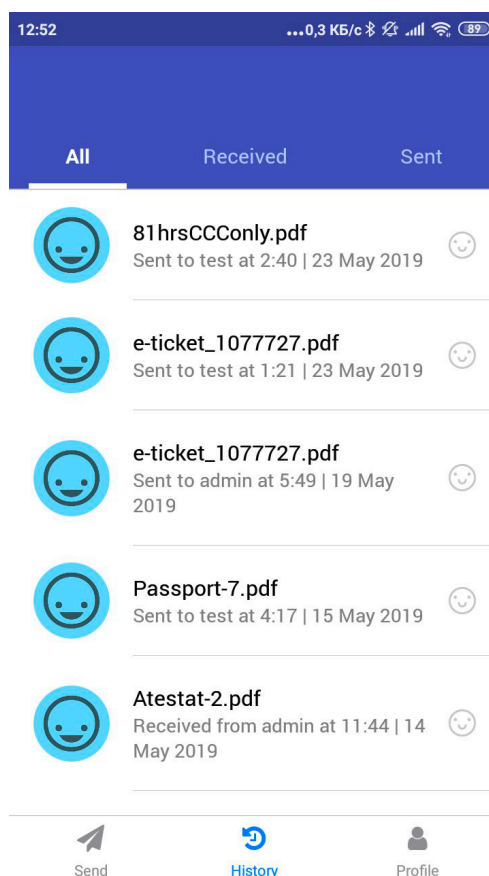 12:52
...0,3 КБ/с 89
All Received Sent
81hrsCCConly.pdf
Sent to test at 2:40 | 23 May 2019
e-ticket_1077727.pdf
Sent to test at 1:21 | 23 May 2019
e-ticket_1077727.pdf
Sent to admin at 5:49 | 19 May
2019
Passport-7.pdf
Sent to test at 4:17 | 15 May 2019
Atestat-2.pdf
Received from admin at 11:44 | 14
May 2019
Send History Profile